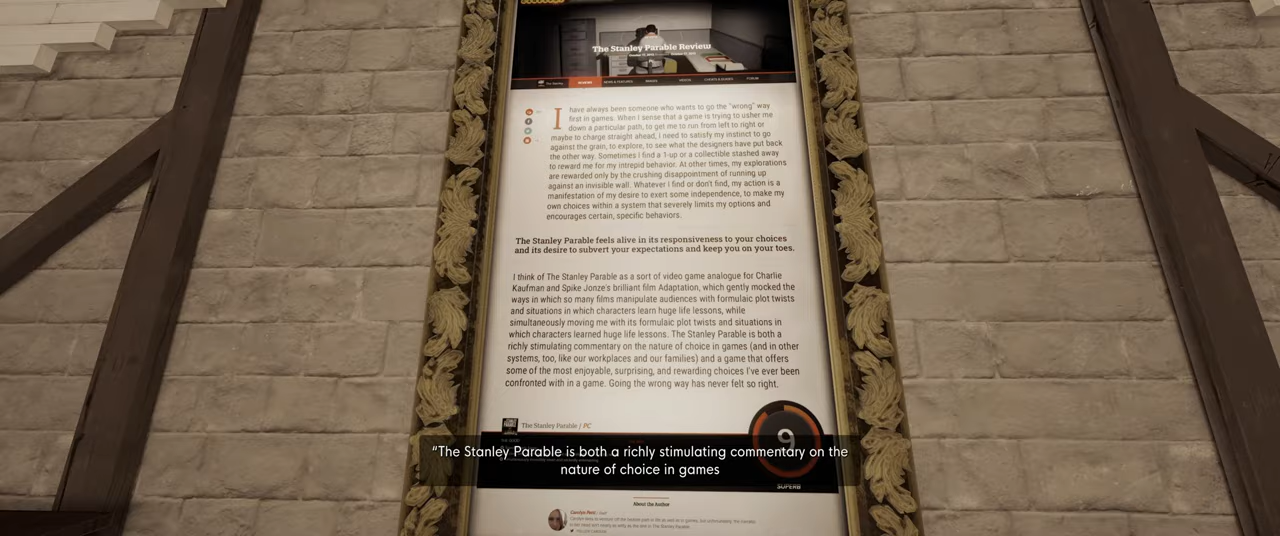 The Stanley Parable Review
I have always been someone who wants to go the "wrong" way
first in games. When I sense that a game is trying to usher me
down a particular path, to get me to run from left to right or
maybe to charge straight ahead, I need to satisfy my instinct to go
against the grain, to explore, to see what the designers have put back
the other way. Sometimes I find a 1-up or a collectible stashed away
to reward me for my intrepid behavior. At other times, my explorations
are rewarded only by the crushing disappointment of running up
against an invisible wall. Whatever I find or don't find, my action is a
manifestation of my desire to exert some independence, to make my
own choices within a system that severely limits my options and
encourages certain, specific behaviors.
The Stanley Parable feels alive in its responsiveness to your choices
and its desire to subvert your expectations and keep you on your toes.
I think of The Stanley Parable as a sort of video game analogue for Charlie
Kaufman and Spike Jonze's brilliant film Adaptation, which gently mocked the
ways in which so many films manipulate audiences with formulaic plot twists
and situations in which characters learn huge life lessons, while
simultaneously moving me with its formulaic plot twists and situations in
which characters learned huge life lessons. The Stanley Parable is both a
richly stimulating commentary on the nature of choice in games (and in other
systems, too, like our workplaces and our families) and a game that offers
some of the most enjoyable, surprising, and rewarding choices I've ever been
confronted with in a game. Going the wrong way has never felt so right.
The Stanley Parable / PC
9
"The Stanley Parable is both a richly stimulating commentary on the
nature of choice in games
SUPERB
About the Author